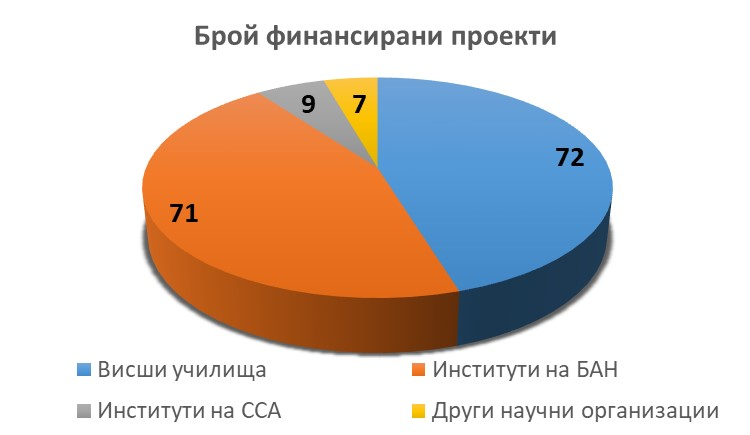 Брой финансирани проекти
9
7
72
71
Висши училища
Институти на БАН
Институти на ССА
Други научни организации